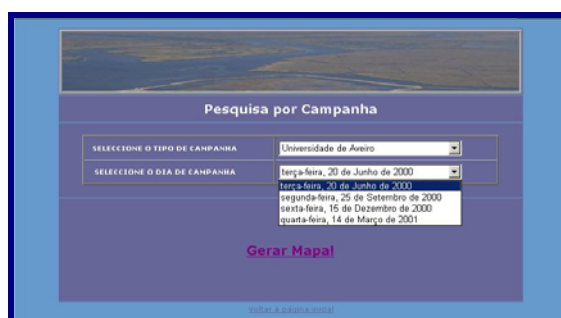 Pesquisa por Campanha
SELECCIONE O TIPO DE CAMPANHA Universidade de Aveiro
SELECCIONE O DIA DE CAMPANHA terça-feira, 20 de Junho de 2000
terça-feira, 20 de Junho de 2000
segunda-feira, 25 de Setembro de 2000
sexta-feira, 15 de Dezembro de 2000
quarta-feira, 14 de Março de 2001
Gerar Mapa!
Voltar à página inicial